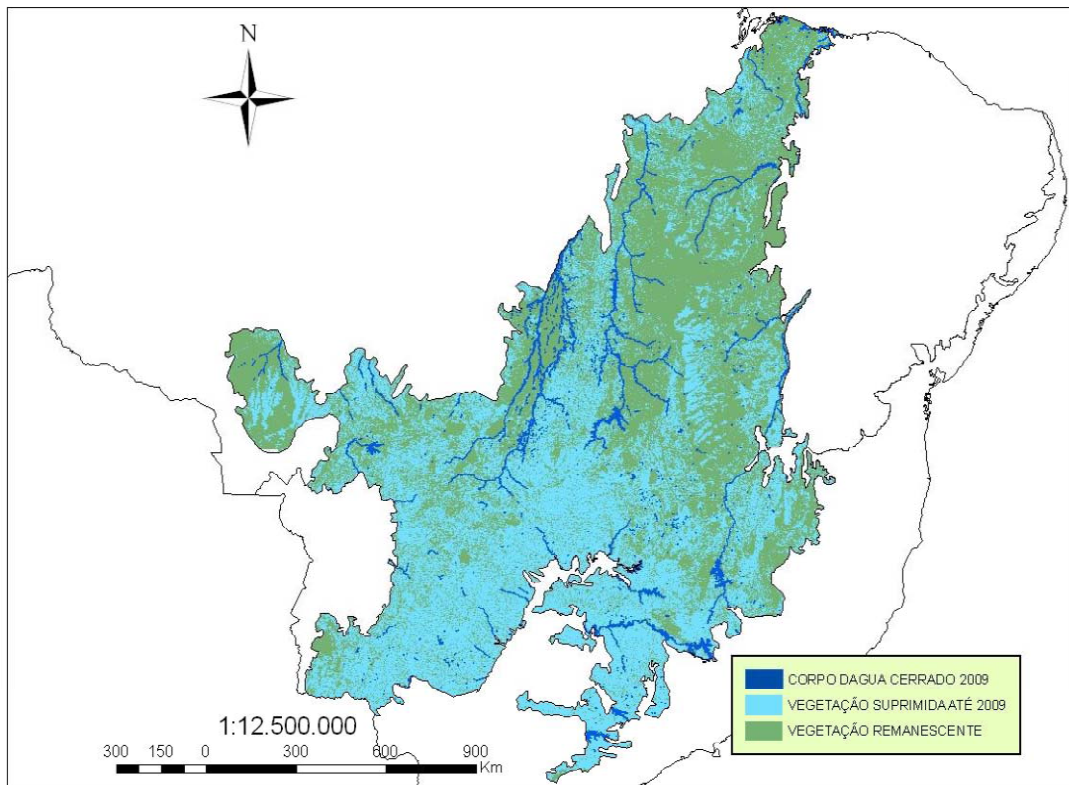 N
CORPO DAGUA CERRADO 2009
VEGETAÇÃO SUPRIMIDA ATÉ 2009
VEGETAÇÃO REMANESCENTE
1:12.500.000
300 150 0 300 600 900
Km